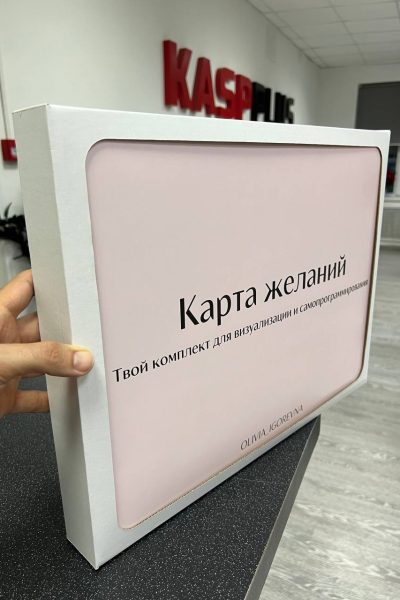 KASPPLUS
Карта желаний
Твой комплект для визуализации и самопрограммирования
OLIVIA IGOREVNA